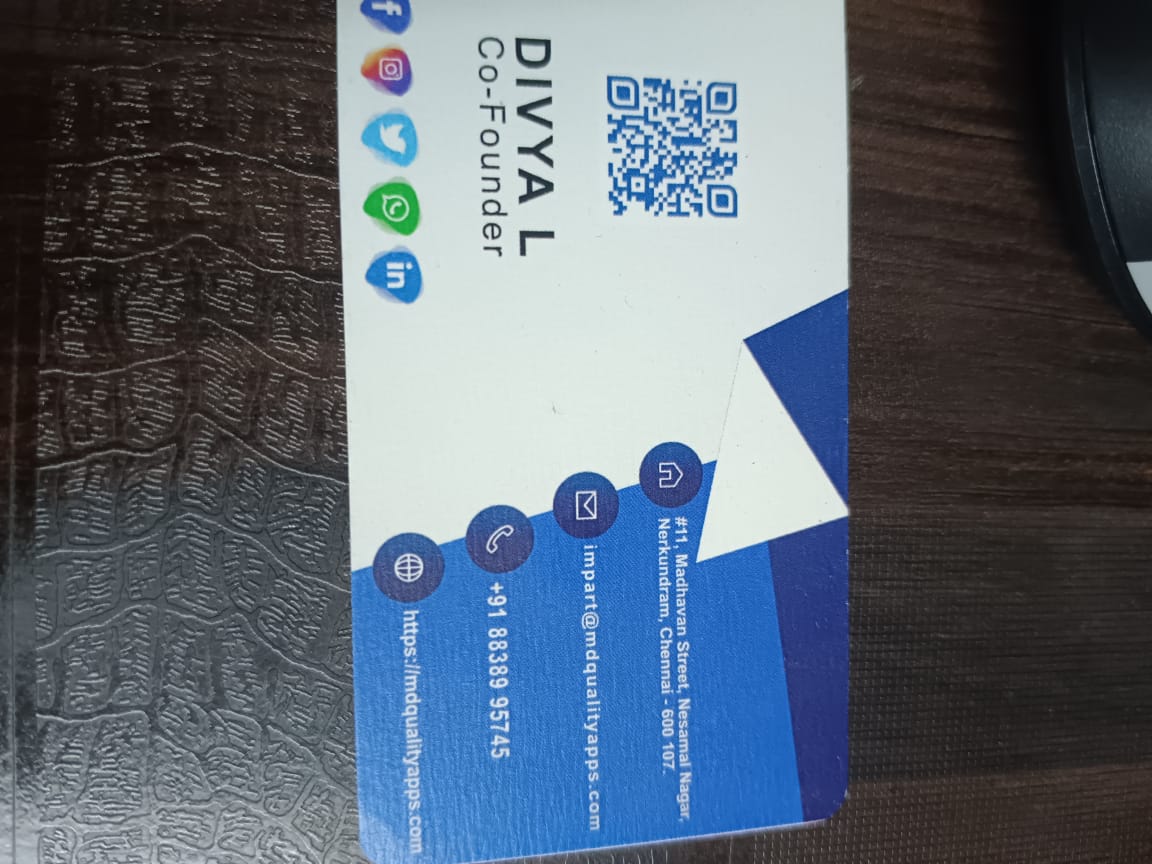 DIVYA L
Co-Founder
#11, Madhavan Street, Nesamal Nagar,
Nerkundram, Chennai - 600 107.
impart@mdqualityapps.com
+91 88389 95745
https://mdqualityapps.com